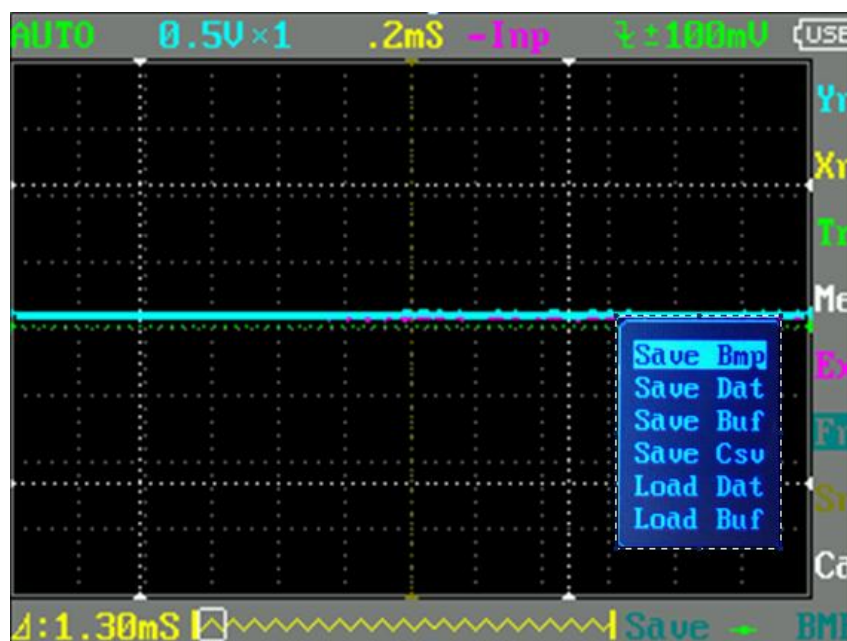 AUTO 0.5V×1 .2mS -Inp ±100mV USB
Me
Save Bmp
Save Dat
Save Buf
Save Csv
Load Dat
Load Buf
Ca
⊿:1.30mS Save BMP